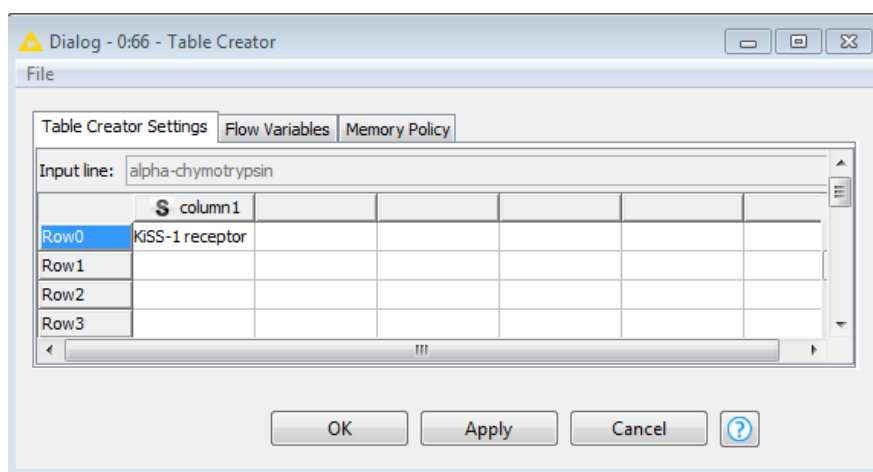 Dialog - 0:66 - Table Creator
File
Table Creator Settings Flow Variables Memory Policy
Input line: alpha-chymotrypsin
S column1
Row0 KiSS-1 receptor
Row1
Row2
Row3
OK Apply Cancel ?